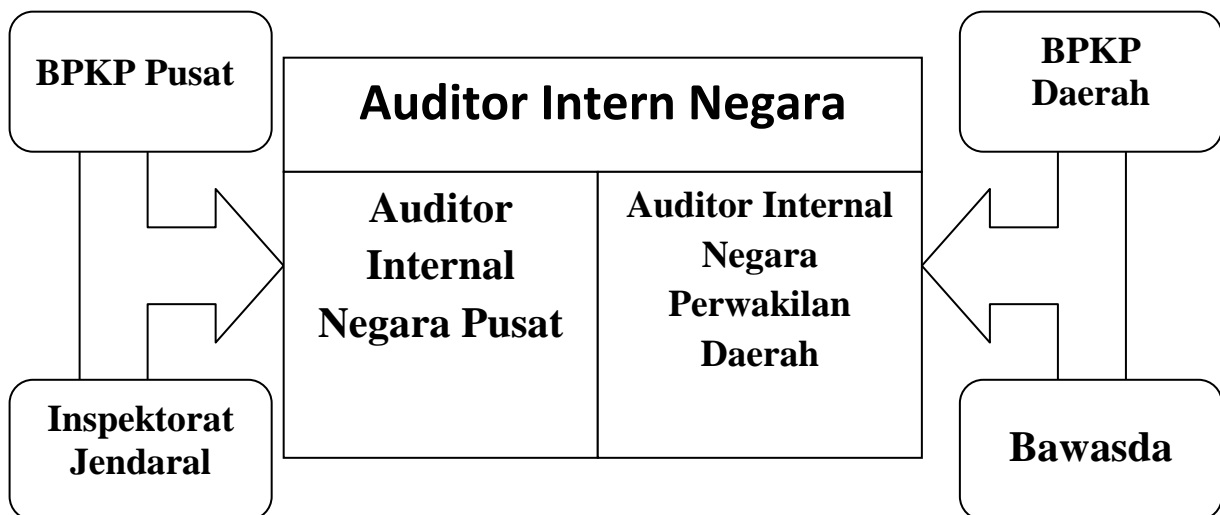 BPKP Pusat
Inspektorat
Jendaral
Auditor Intern Negara
Auditor
Internal
Negara Pusat
Auditor Internal
Negara
Perwakilan
Daerah
BPKP
Daerah
Bawasda